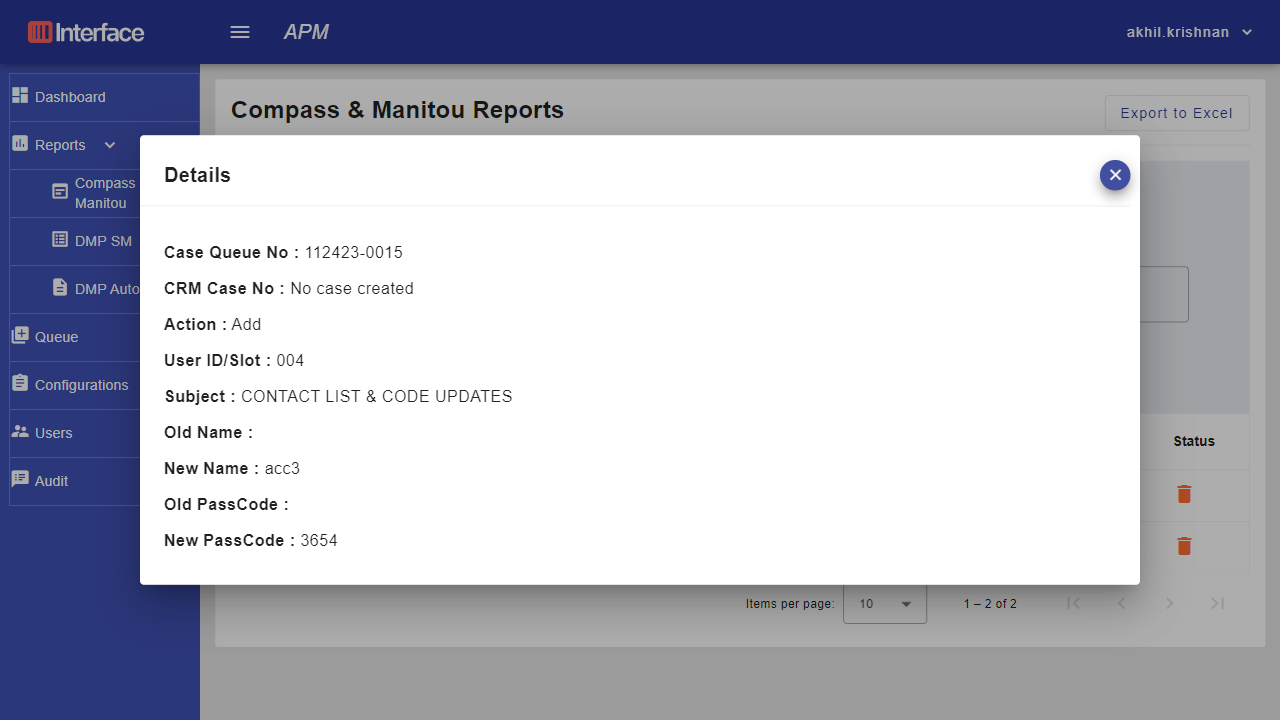 Interface
APM
akhil.krishnan
Dashboard
Reports
Compass
Manitou
DMP SM
DMP Auto
Queue
Configurations
Users
Audit
Compass & Manitou Reports
Export to Excel
Details
Case Queue No : 112423-0015
CRM Case No : No case created
Action : Add
User ID/Slot : 004
Subject : CONTACT LIST & CODE UPDATES
Old Name :
New Name : acc3
Old PassCode :
New PassCode : 3654
Status
Items per page: 10 1 – 2 of 2